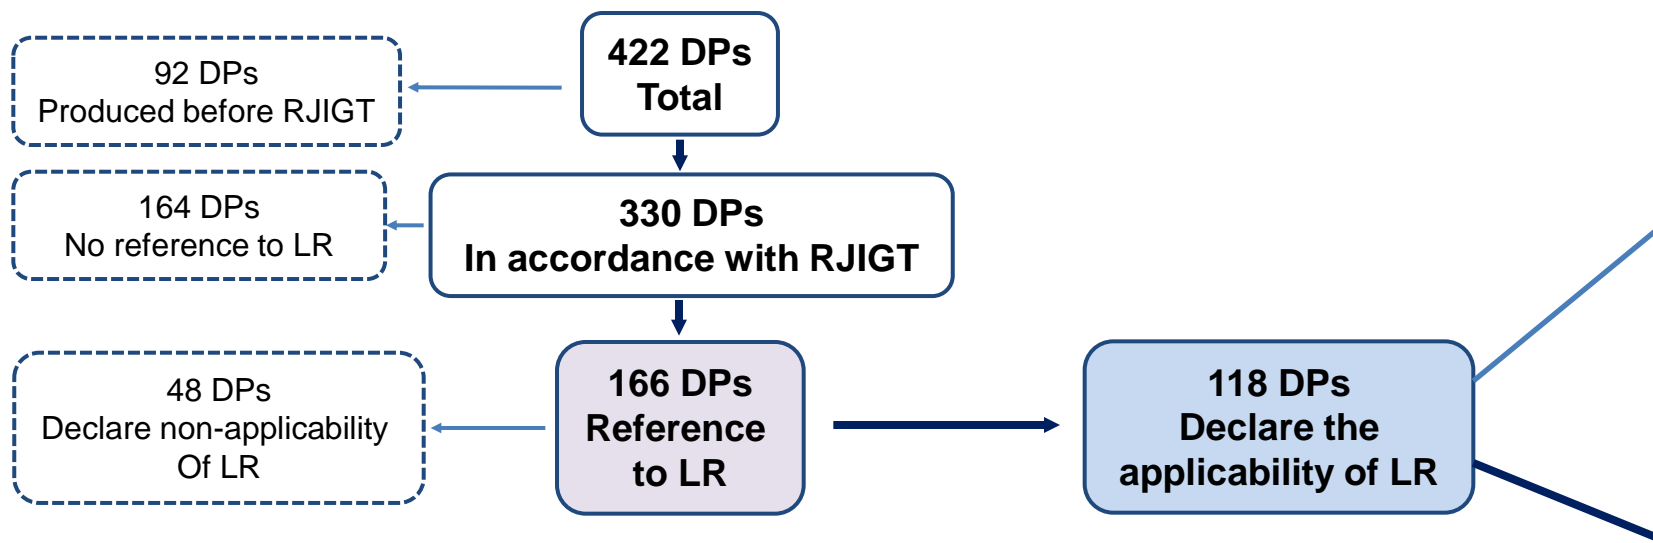 422 DPs
Total
92 DPs
Produced before RJIGT
330 DPs
In accordance with RJIGT
164 DPs
No reference to LR
166 DPs
Reference
to LR
48 DPs
Declare non-applicability
Of LR
118 DPs
Declare the
applicability of LR